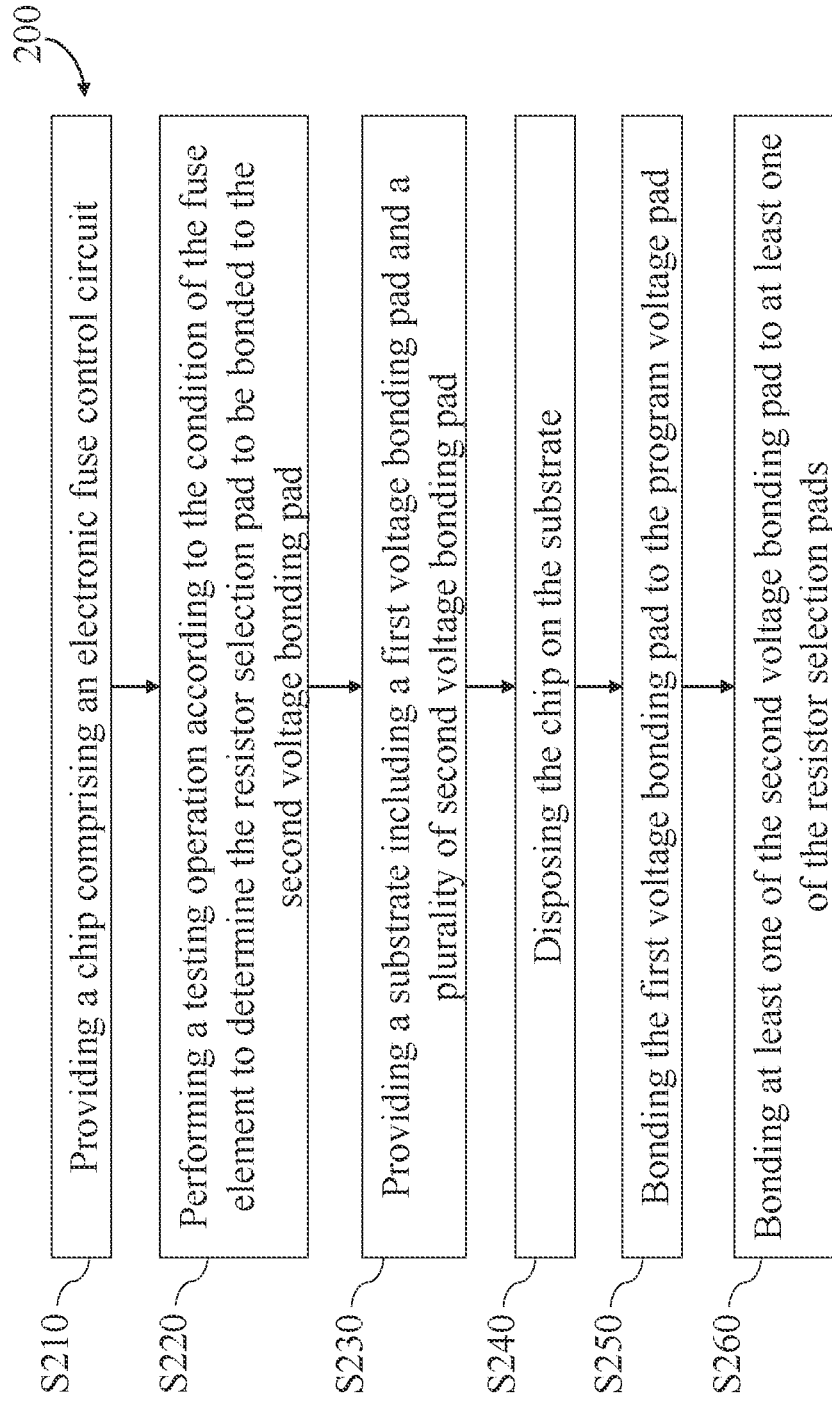 200
S210
Providing a chip comprising an electronic fuse control circuit
S220
Performing a testing operation according to the condition of the fuse
element to determine the resistor selection pad to be bonded to the
second voltage bonding pad
S230
Providing a substrate including a first voltage bonding pad and a
plurality of second voltage bonding pad
S240
Disposing the chip on the substrate
S250
Bonding the first voltage bonding pad to the program voltage pad
S260
Bonding at least one of the second voltage bonding pad to at least one
of the resistor selection pads